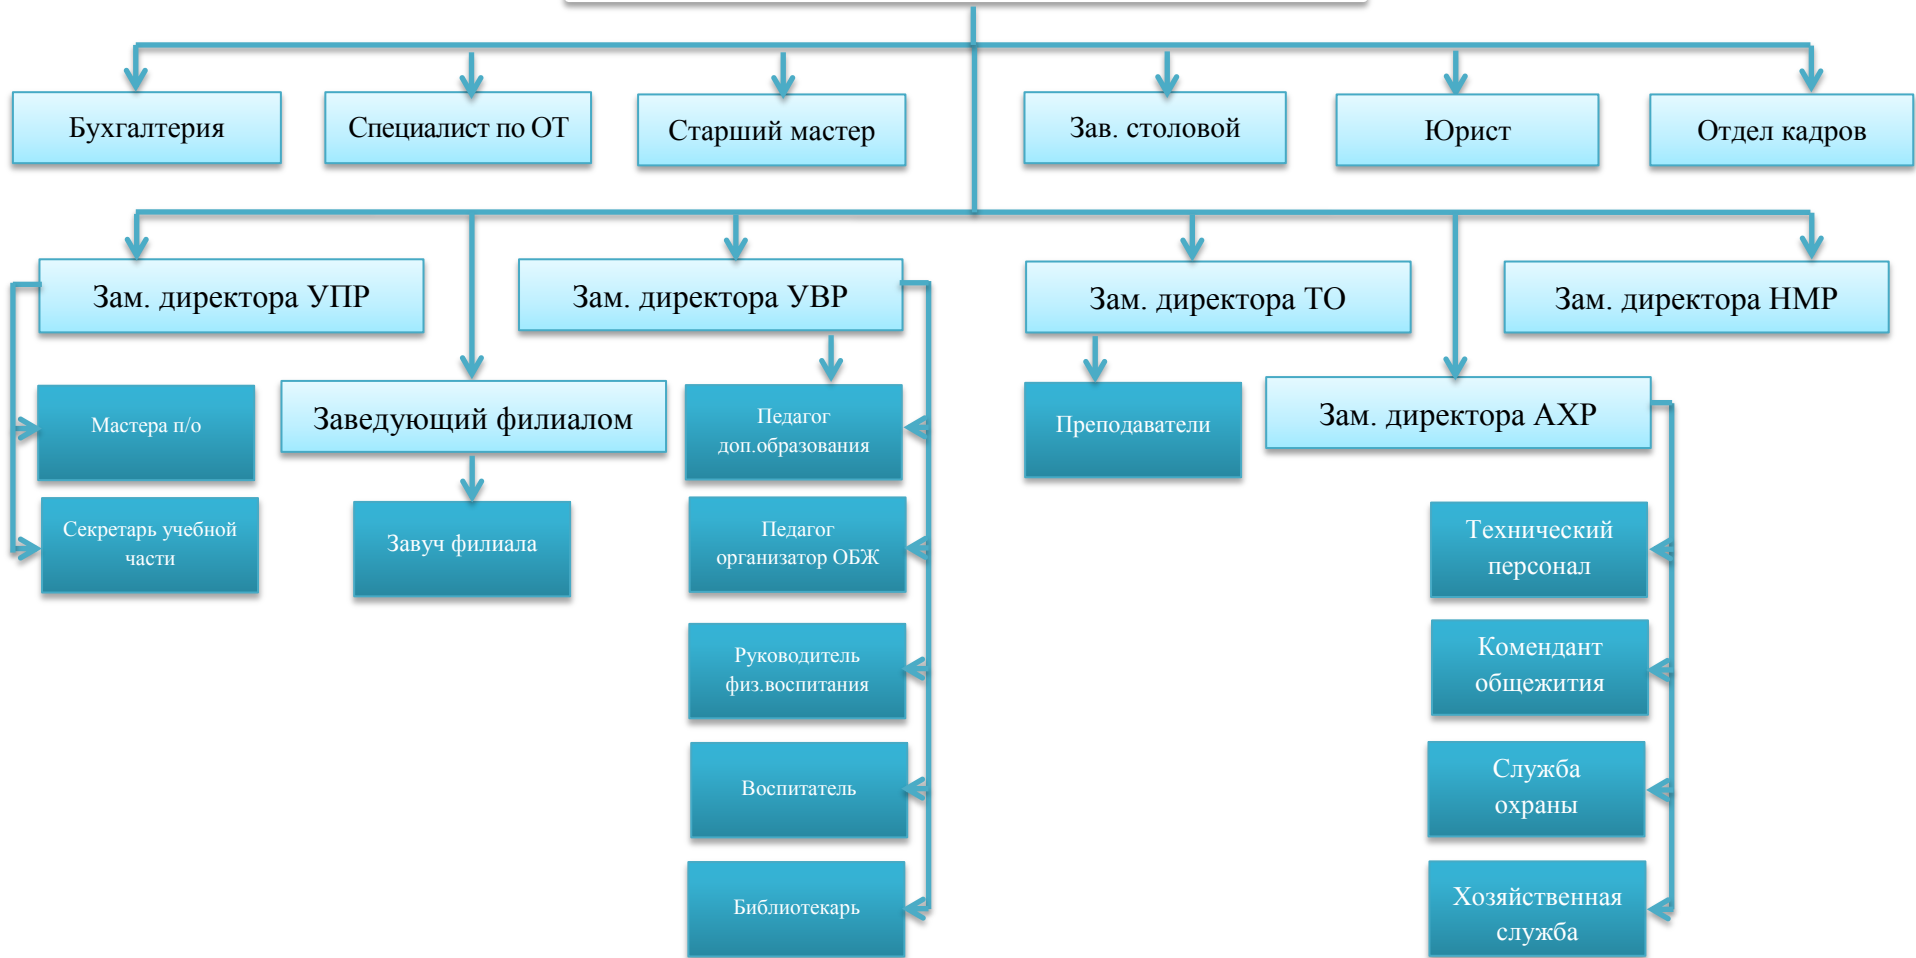 Бухгалтерия
Специалист по ОТ
Старший мастер
Зав. столовой
Юрист
Отдел кадров
Зам. директора УПР
Зам. директора УВР
Зам. директора ТО
Зам. директора НМР
Мастера п/о
Заведующий филиалом
Педагог
доп.образования
Преподаватели
Зам. директора АХР
Секретарь учебной
части
Завуч филиала
Педагог
организатор ОБЖ
Технический
персонал
Руководитель
физ.воспитания
Комендант
общежития
Воспитатель
Служба
охраны
Библиотекарь
Хозяйственная
служба